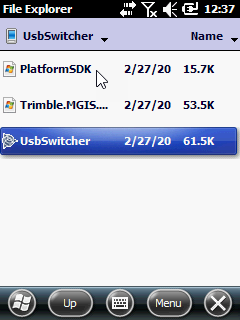 File Explorer 12:37
UsbSwitcher Name
PlatformSDK 2/27/20 15.7K
Trimble.MGIS.... 2/27/20 53.5K
UsbSwitcher 2/27/20 61.5K
Up Menu